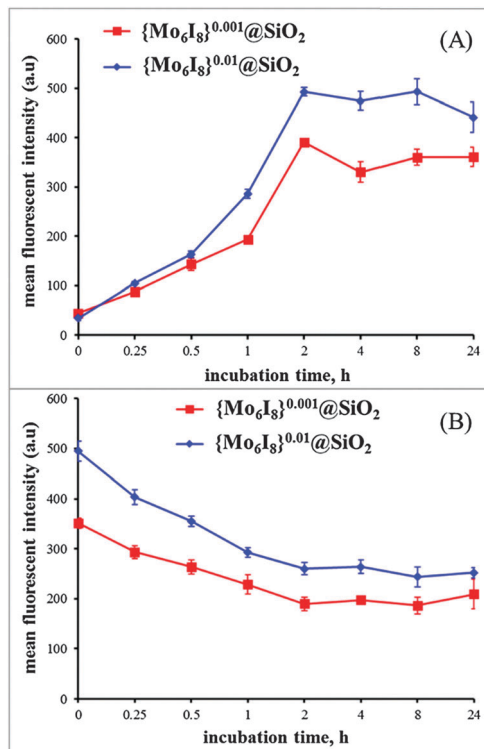 {Mo₆I₈}⁰·⁰⁰¹@SiO₂
{Mo₆I₈}⁰·⁰¹@SiO₂
(A)
mean fluorescent intensity (a.u)
600
500
400
300
200
100
0
0 0.25 0.5 1 2 4 8 24
incubation time, h
{Mo₆I₈}⁰·⁰⁰¹@SiO₂
{Mo₆I₈}⁰·⁰¹@SiO₂
(B)
mean fluorescent intensity (a.u)
600
500
400
300
200
100
0
0 0.25 0.5 1 2 4 8 24
incubation time, h